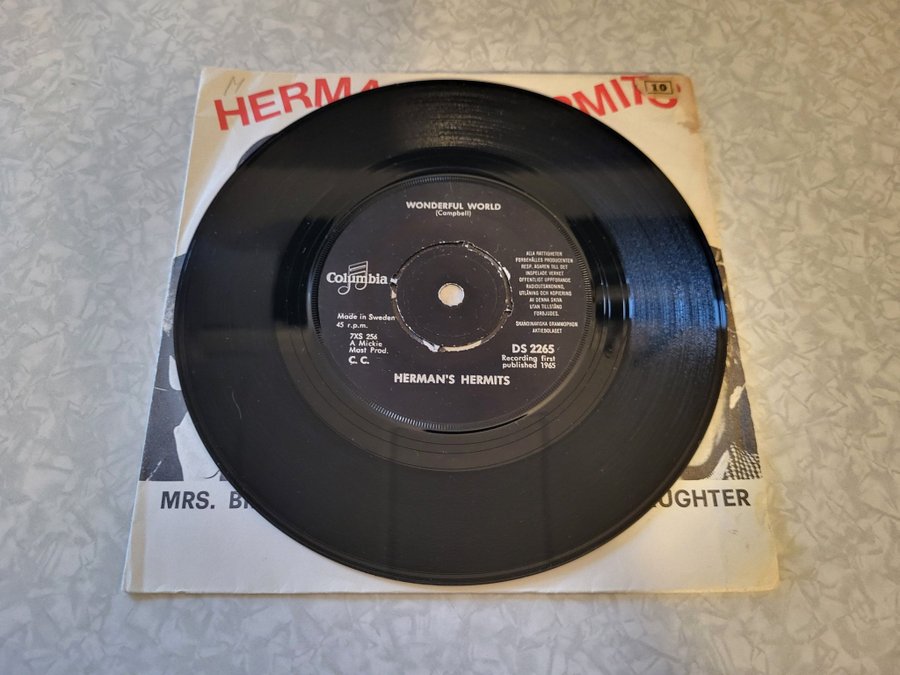 N
HERMA RMITS
10
WONDERFUL WORLD
(Campbell)
Columbia
ALLA RÄTTIGHETER
FÖRBEHÅLLES PRODUCENTEN
RESP. ÄGAREN TILL DET
INSPELADE VERKET
OFFENTLIGT UPPFÖRANDE
RADIOUTSÄNDNING,
UTLÅNING OCH KOPIERING
AV DENNA SKIVA
UTAN TILLSTÅND
FÖRBJUDES.
SKANDINAVISKA GRAMMOPHON
AKTIEBOLAGET
Made in Sweden
45 r.p.m.
7XS 256
A Mickie
Most Prod.
C. C.
DS 2265
Recording first
published 1965
HERMAN'S HERMITS
MRS. B AUGHTER